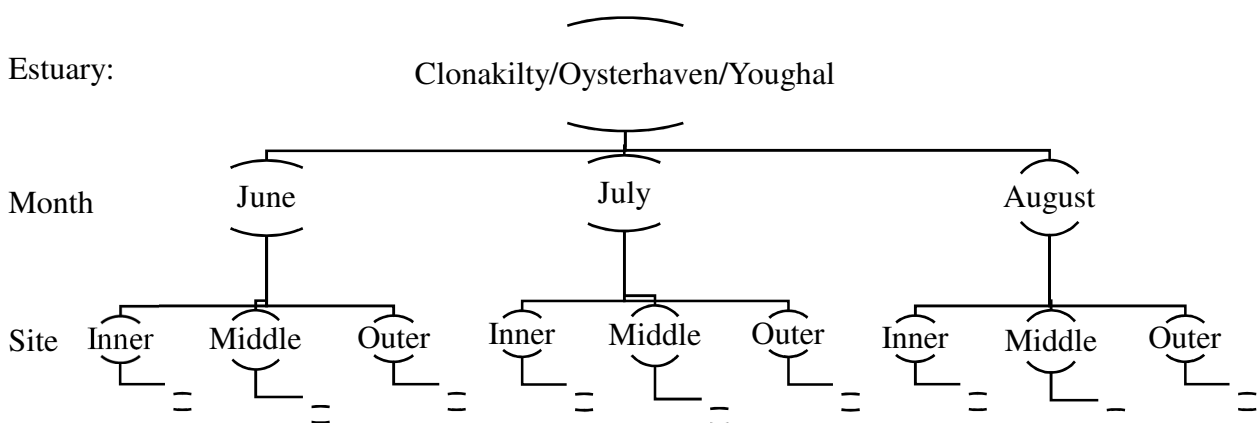 Estuary: Clonakilty/Oysterhaven/Youghal
Month June July August
Site Inner Middle Outer Inner Middle Outer Inner Middle Outer